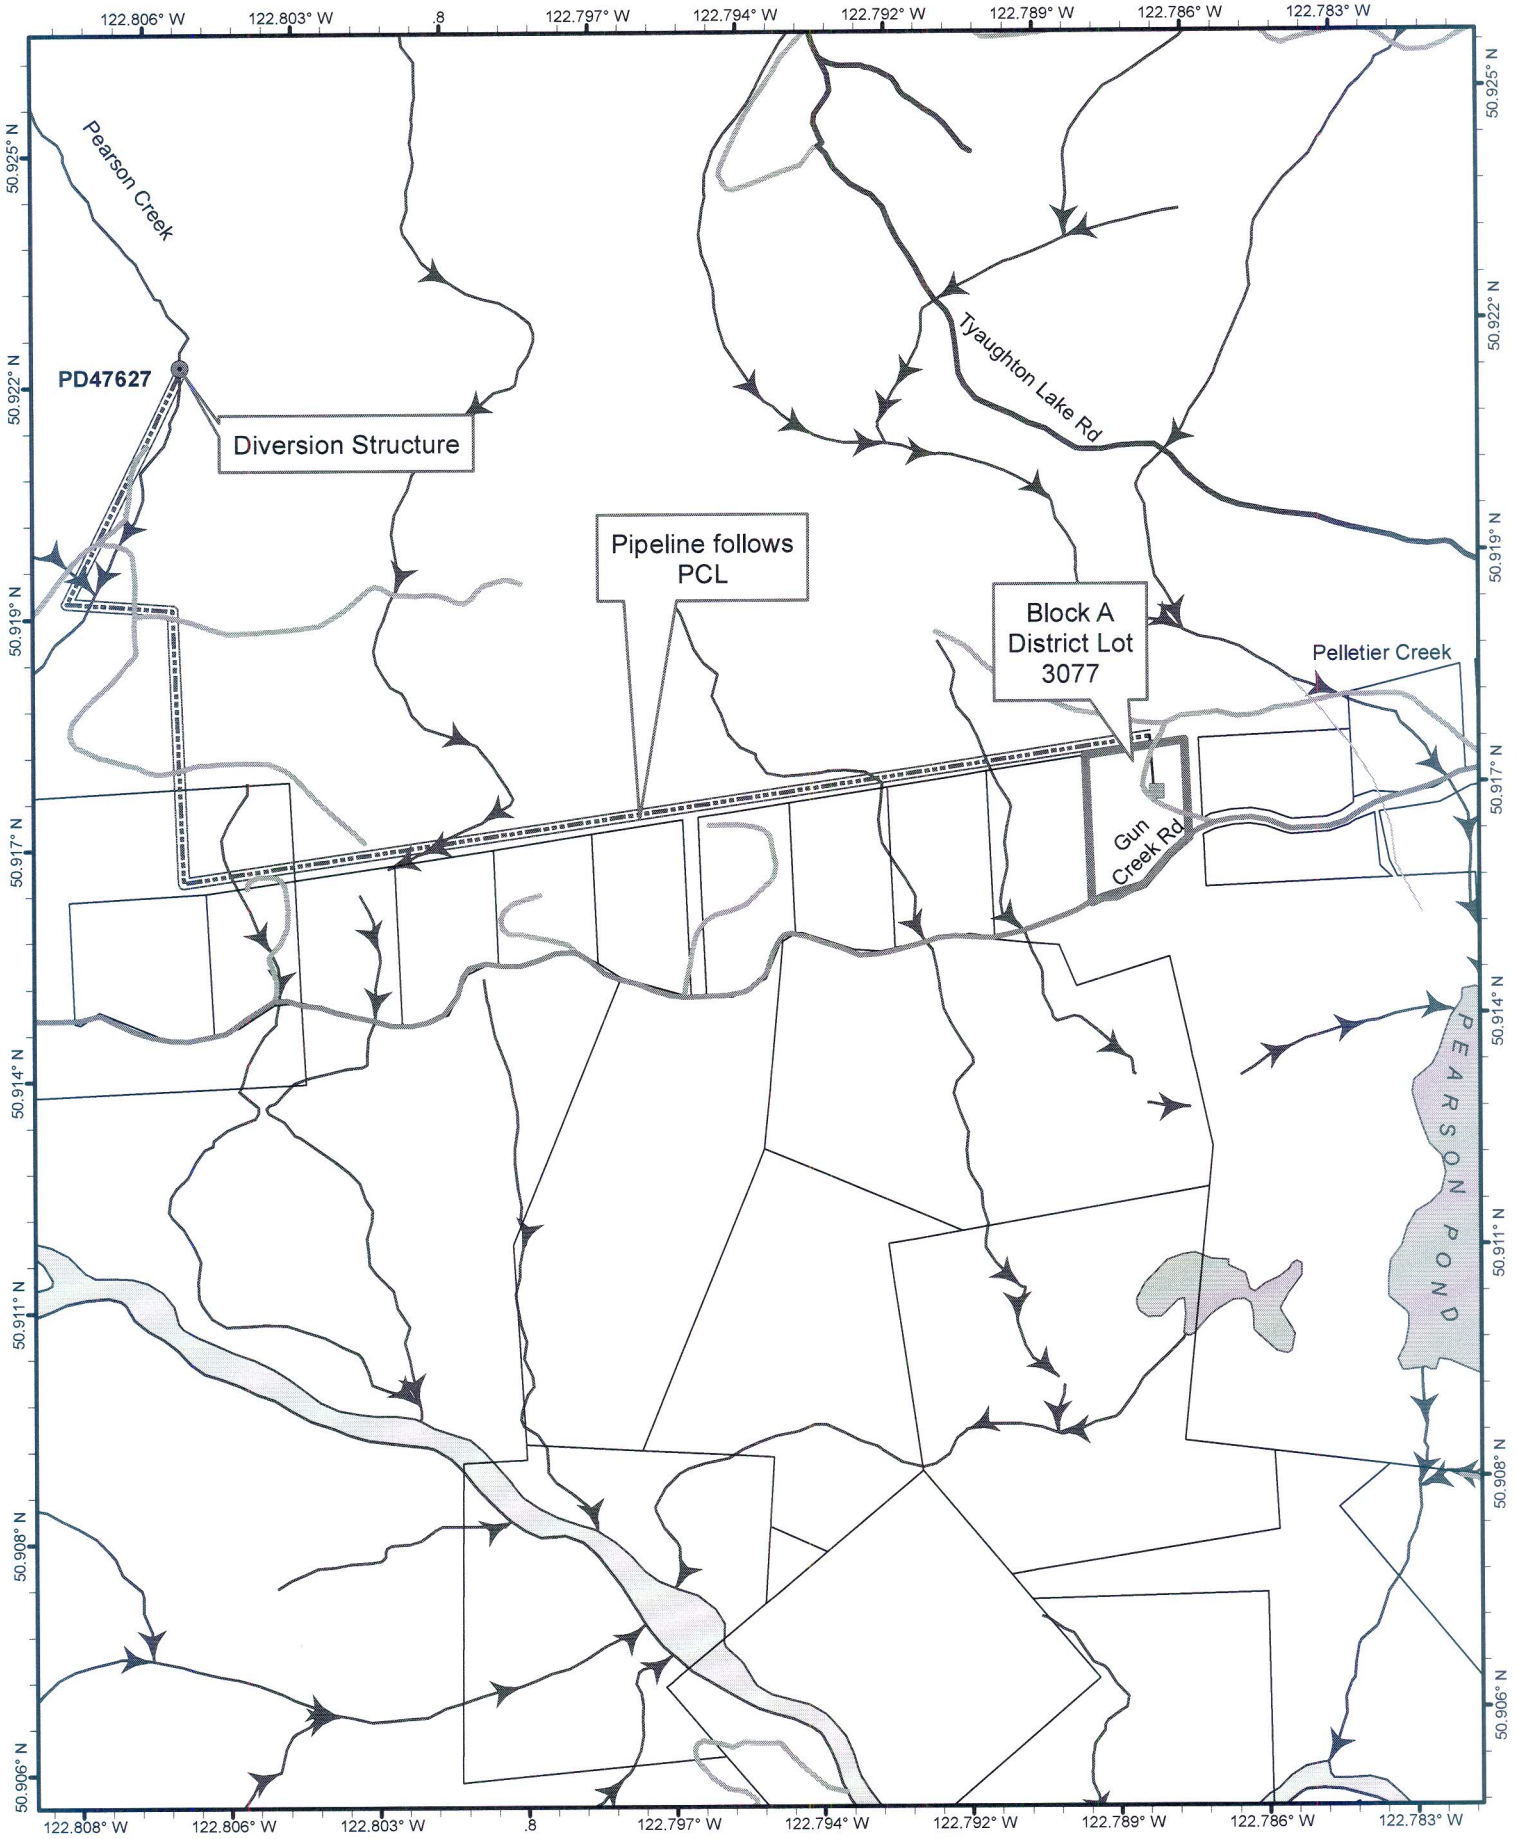 122.806° W
122.803° W
.8
122.797° W
122.794° W
122.792° W
122.789° W
122.786° W
122.783° W
50.925° N
50.925° N
Pearson Creek
50.922° N
Tyaughton Lake Rd
PD47627
50.922° N
Diversion Structure
50.919° N
Pipeline follows
PCL
Block A
District Lot
3077
50.919° N
Pelletier Creek
50.917° N
50.917° N
Gun
Creek Rd
50.914° N
PEARSON POND
50.914° N
50.911° N
50.911° N
50.908° N
50.908° N
50.906° N
50.906° N
122.808° W
122.806° W
122.803° W
.8
122.797° W
122.794° W
122.792° W
122.789° W
122.786° W
122.783° W